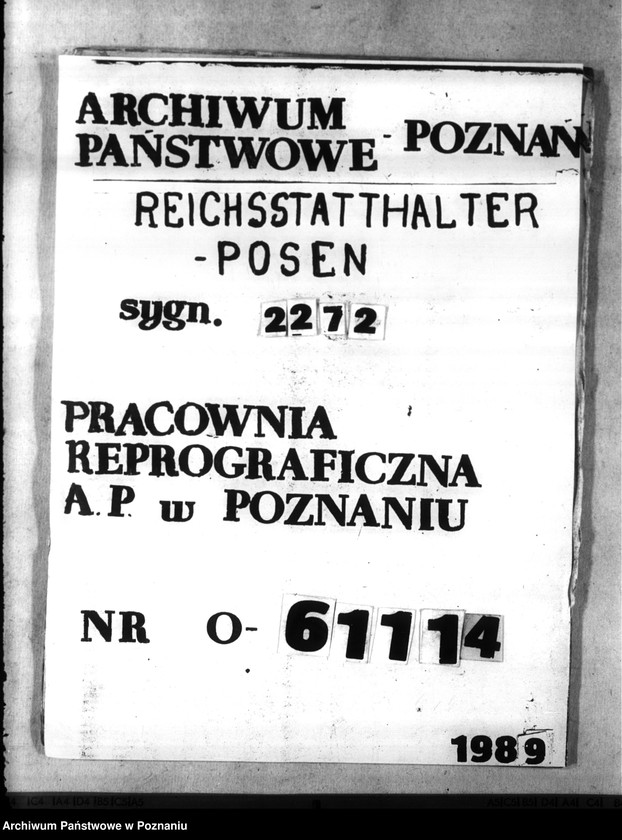 ARCHIWUM
PAŃSTWOWE - POZNAŃ
REICHSSTATTHALTER
-POSEN
sygn. 2272
PRACOWNIA
REPROGRAFICZNA
A.P. w POZNANIU
NR O- 61114
1989
Archiwum Państwowe w Poznaniu